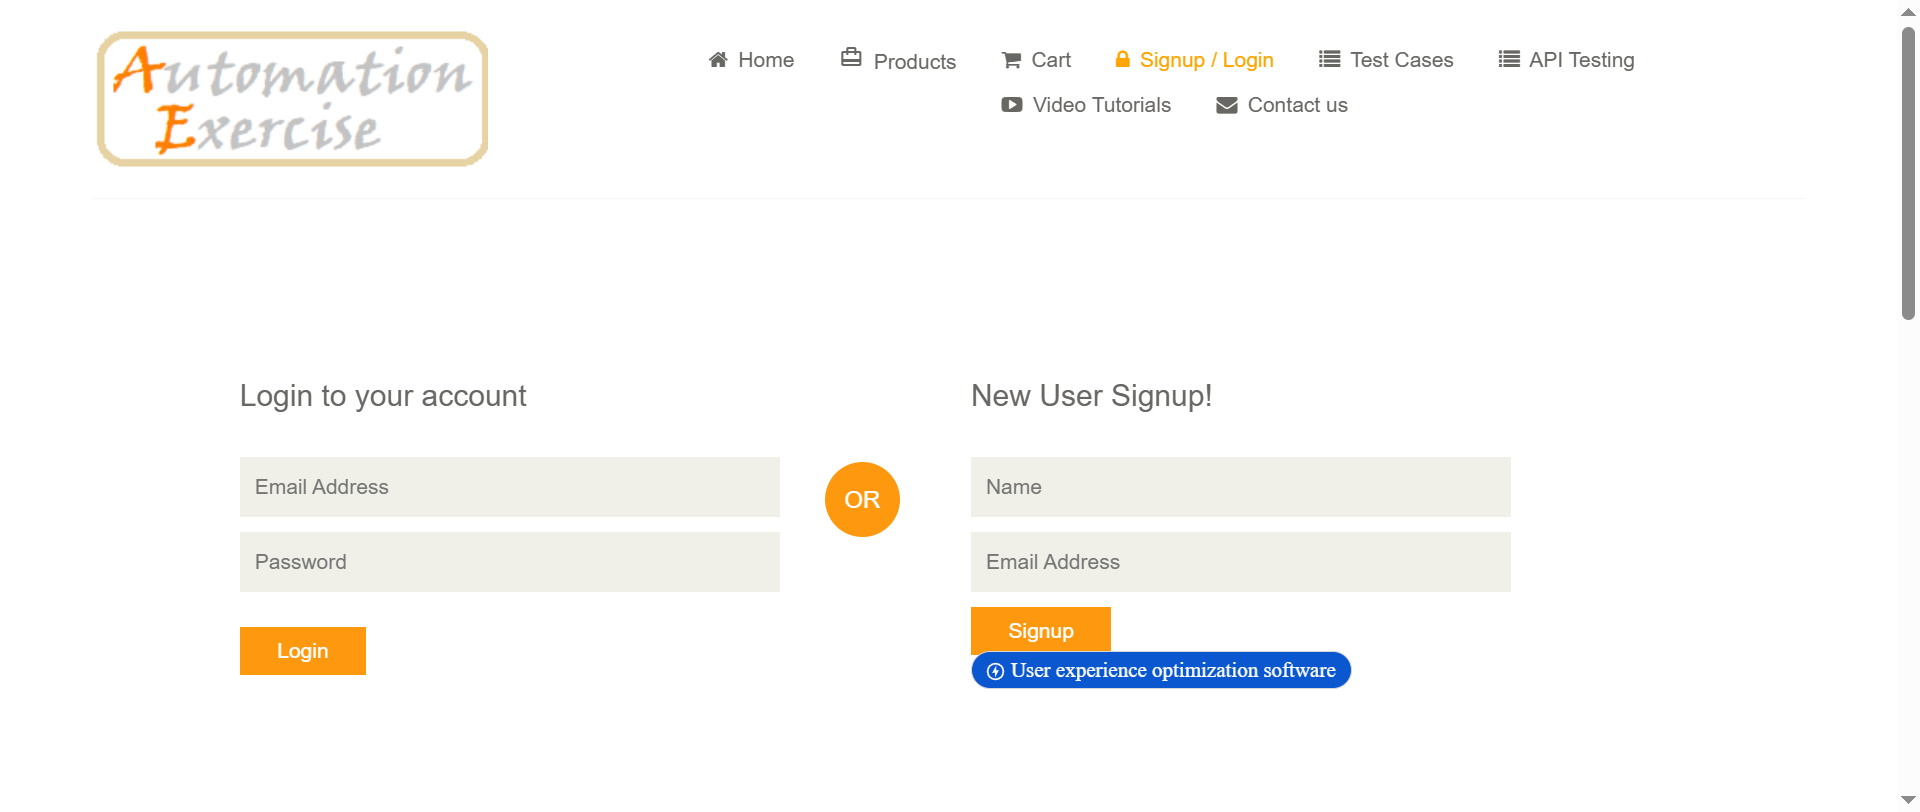 Automation
Exercise
Home Products Cart Signup / Login Test Cases API Testing
Video Tutorials Contact us
Login to your account
Email Address
Password
Login
OR
New User Signup!
Name
Email Address
Signup
User experience optimization software